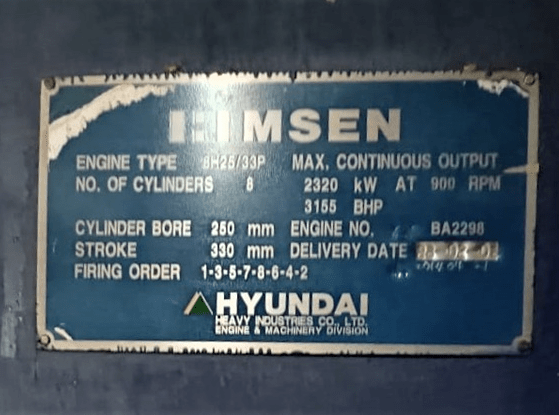 HIMSEN
ENGINE TYPE 8H25/33P MAX. CONTINUOUS OUTPUT
NO. OF CYLINDERS 8 2320 kW AT 900 RPM
3155 BHP
CYLINDER BORE 250 mm ENGINE NO. BA2298
STROKE 330 mm DELIVERY DATE
FIRING ORDER 1-3-5-7-8-6-4-2
HYUNDAI
HEAVY INDUSTRIES CO., LTD.
ENGINE & MACHINERY DIVISION